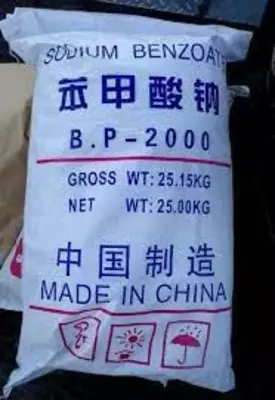 SODIUM BENZOATE
苯甲酸钠
B.P-2000
GROSS WT: 25.15KG
NET WT: 25.00KG
中国制造
MADE IN CHINA